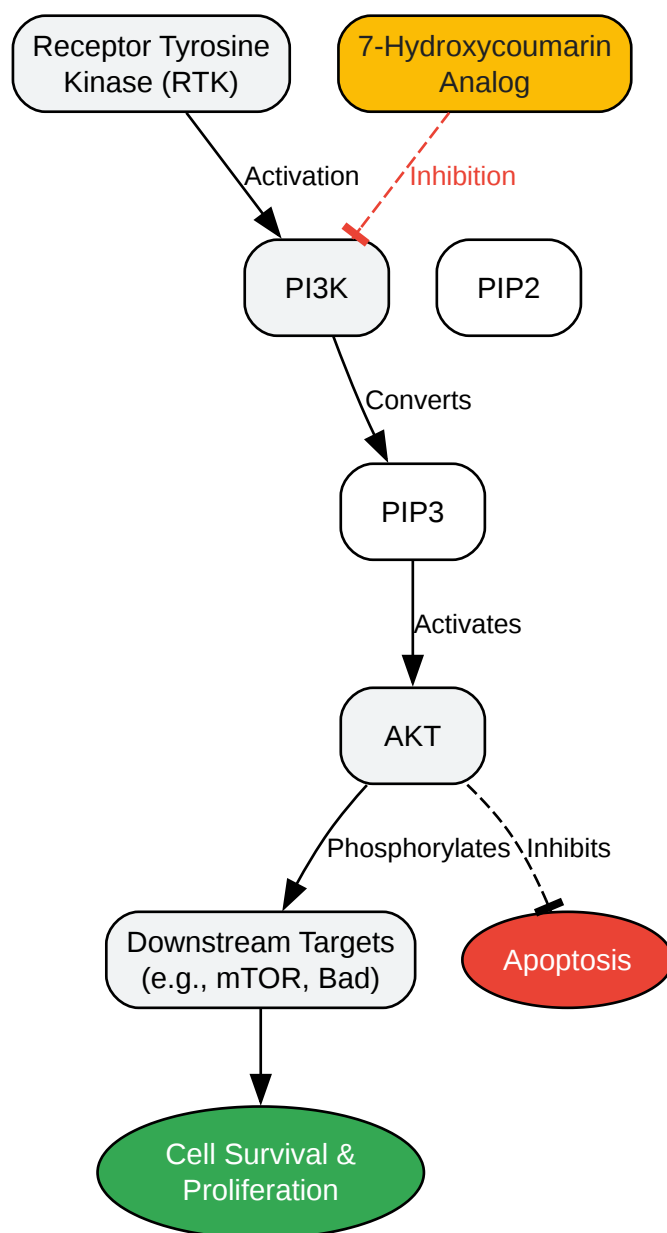 Receptor Tyrosine
Kinase (RTK)
7-Hydroxycoumarin
Analog
Activation
Inhibition
PI3K
PIP2
Converts
PIP3
Activates
AKT
Phosphorylates
Inhibits
Downstream Targets
(e.g., mTOR, Bad)
Apoptosis
Cell Survival &
Proliferation